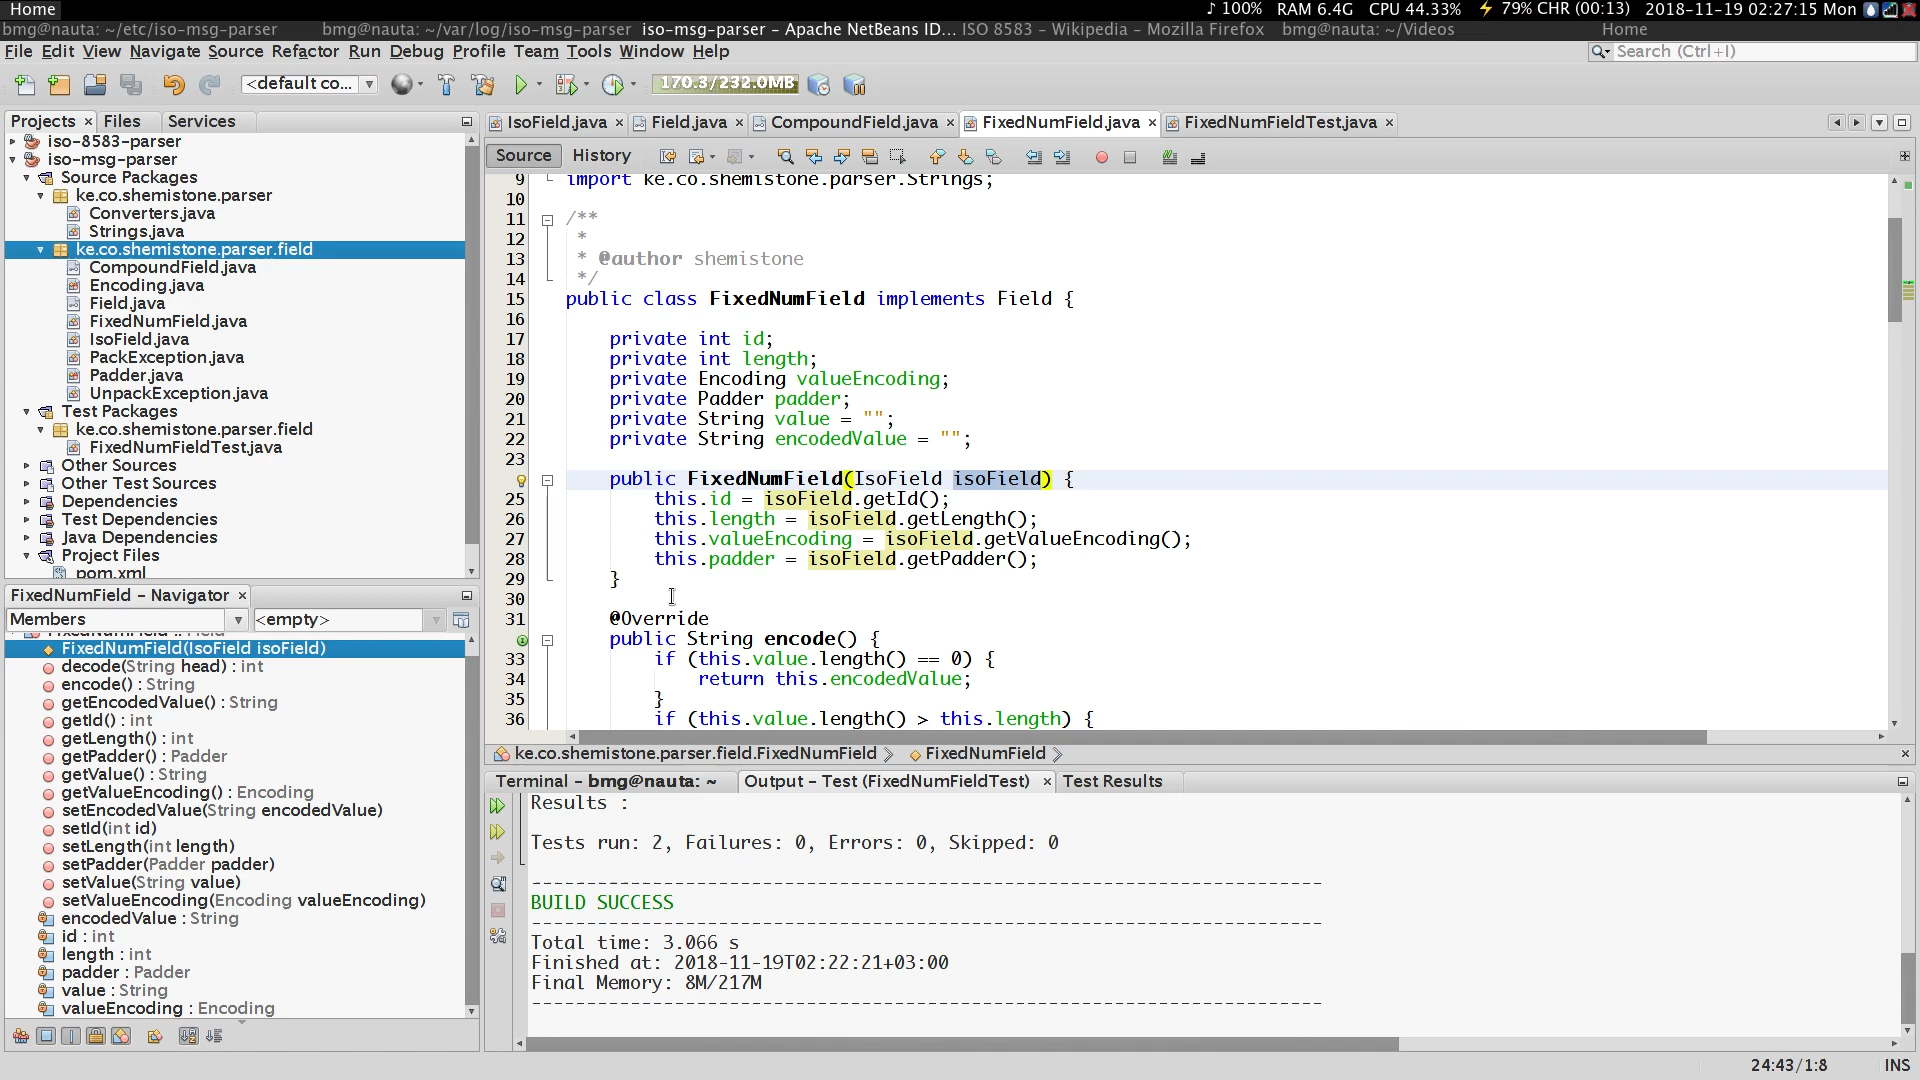 Home
♪ 100% RAM 6.4G CPU 44.33% ⚡ 79% CHR (00:13) 2018-11-19 02:27:15 Mon
bmg@nauta: ~/etc/iso-msg-parser
bmg@nauta: ~/var/log/iso-msg-parser
iso-msg-parser – Apache NetBeans ID...
ISO 8583 – Wikipedia – Mozilla Firefox
bmg@nauta: ~/Videos
Home
File Edit View Navigate Source Refactor Run Debug Profile Team Tools Window Help
Search (Ctrl+I)
<default co...
170.3/232.0MB
Projects × Files Services
iso-8583-parser
iso-msg-parser
Source Packages
ke.co.shemistone.parser
Converters.java
Strings.java
ke.co.shemistone.parser.field
CompoundField.java
Encoding.java
Field.java
FixedNumField.java
IsoField.java
PackException.java
Padder.java
UnpackException.java
Test Packages
ke.co.shemistone.parser.field
FixedNumFieldTest.java
Other Sources
Other Test Sources
Dependencies
Test Dependencies
Java Dependencies
Project Files
pom.xml
FixedNumField – Navigator ×
Members
<empty>
FixedNumField :: Field
FixedNumField(IsoField isoField)
decode(String head) : int
encode() : String
getEncodedValue() : String
getId() : int
getLength() : int
getPadder() : Padder
getValue() : String
getValueEncoding() : Encoding
setEncodedValue(String encodedValue)
setId(int id)
setLength(int length)
setPadder(Padder padder)
setValue(String value)
setValueEncoding(Encoding valueEncoding)
encodedValue : String
id : int
length : int
padder : Padder
value : String
valueEncoding : Encoding
IsoField.java × Field.java × CompoundField.java × FixedNumField.java × FixedNumFieldTest.java ×
Source History
9 import ke.co.shemistone.parser.Strings;
10
11 /**
12 *
13 * @author shemistone
14 */
15 public class FixedNumField implements Field {
16
17 private int id;
18 private int length;
19 private Encoding valueEncoding;
20 private Padder padder;
21 private String value = "";
22 private String encodedValue = "";
23
public FixedNumField(IsoField isoField) {
25 this.id = isoField.getId();
26 this.length = isoField.getLength();
27 this.valueEncoding = isoField.getValueEncoding();
28 this.padder = isoField.getPadder();
29 }
30
31 @Override
public String encode() {
33 if (this.value.length() == 0) {
34 return this.encodedValue;
35 }
36 if (this.value.length() > this.length) {
ke.co.shemistone.parser.field.FixedNumField FixedNumField
Terminal – bmg@nauta: ~ Output – Test (FixedNumFieldTest) × Test Results
Results :
Tests run: 2, Failures: 0, Errors: 0, Skipped: 0
------------------------------------------------------------------------
BUILD SUCCESS
------------------------------------------------------------------------
Total time: 3.066 s
Finished at: 2018-11-19T02:22:21+03:00
Final Memory: 8M/217M
------------------------------------------------------------------------
24:43/1:8 INS